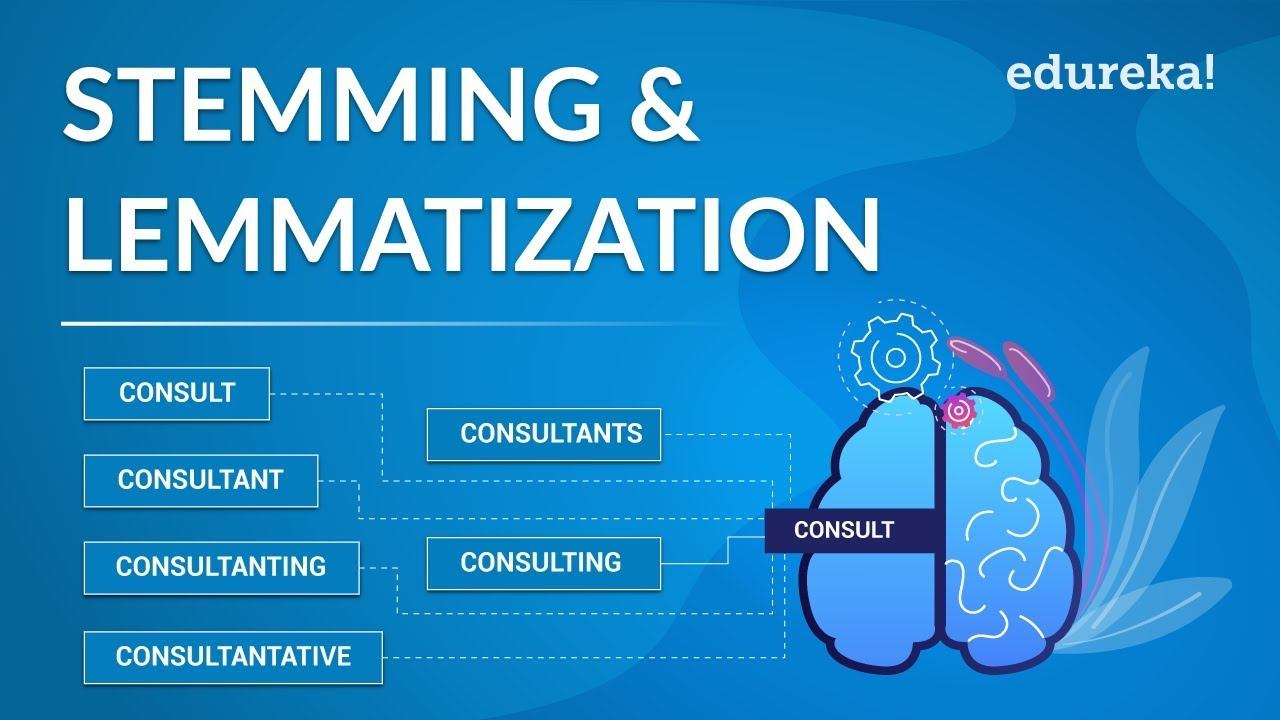 STEMMING &
LEMMATIZATION
edureka!
CONSULT
CONSULTANT
CONSULTANTING
CONSULTANTATIVE
CONSULTANTS
CONSULTING
CONSULT